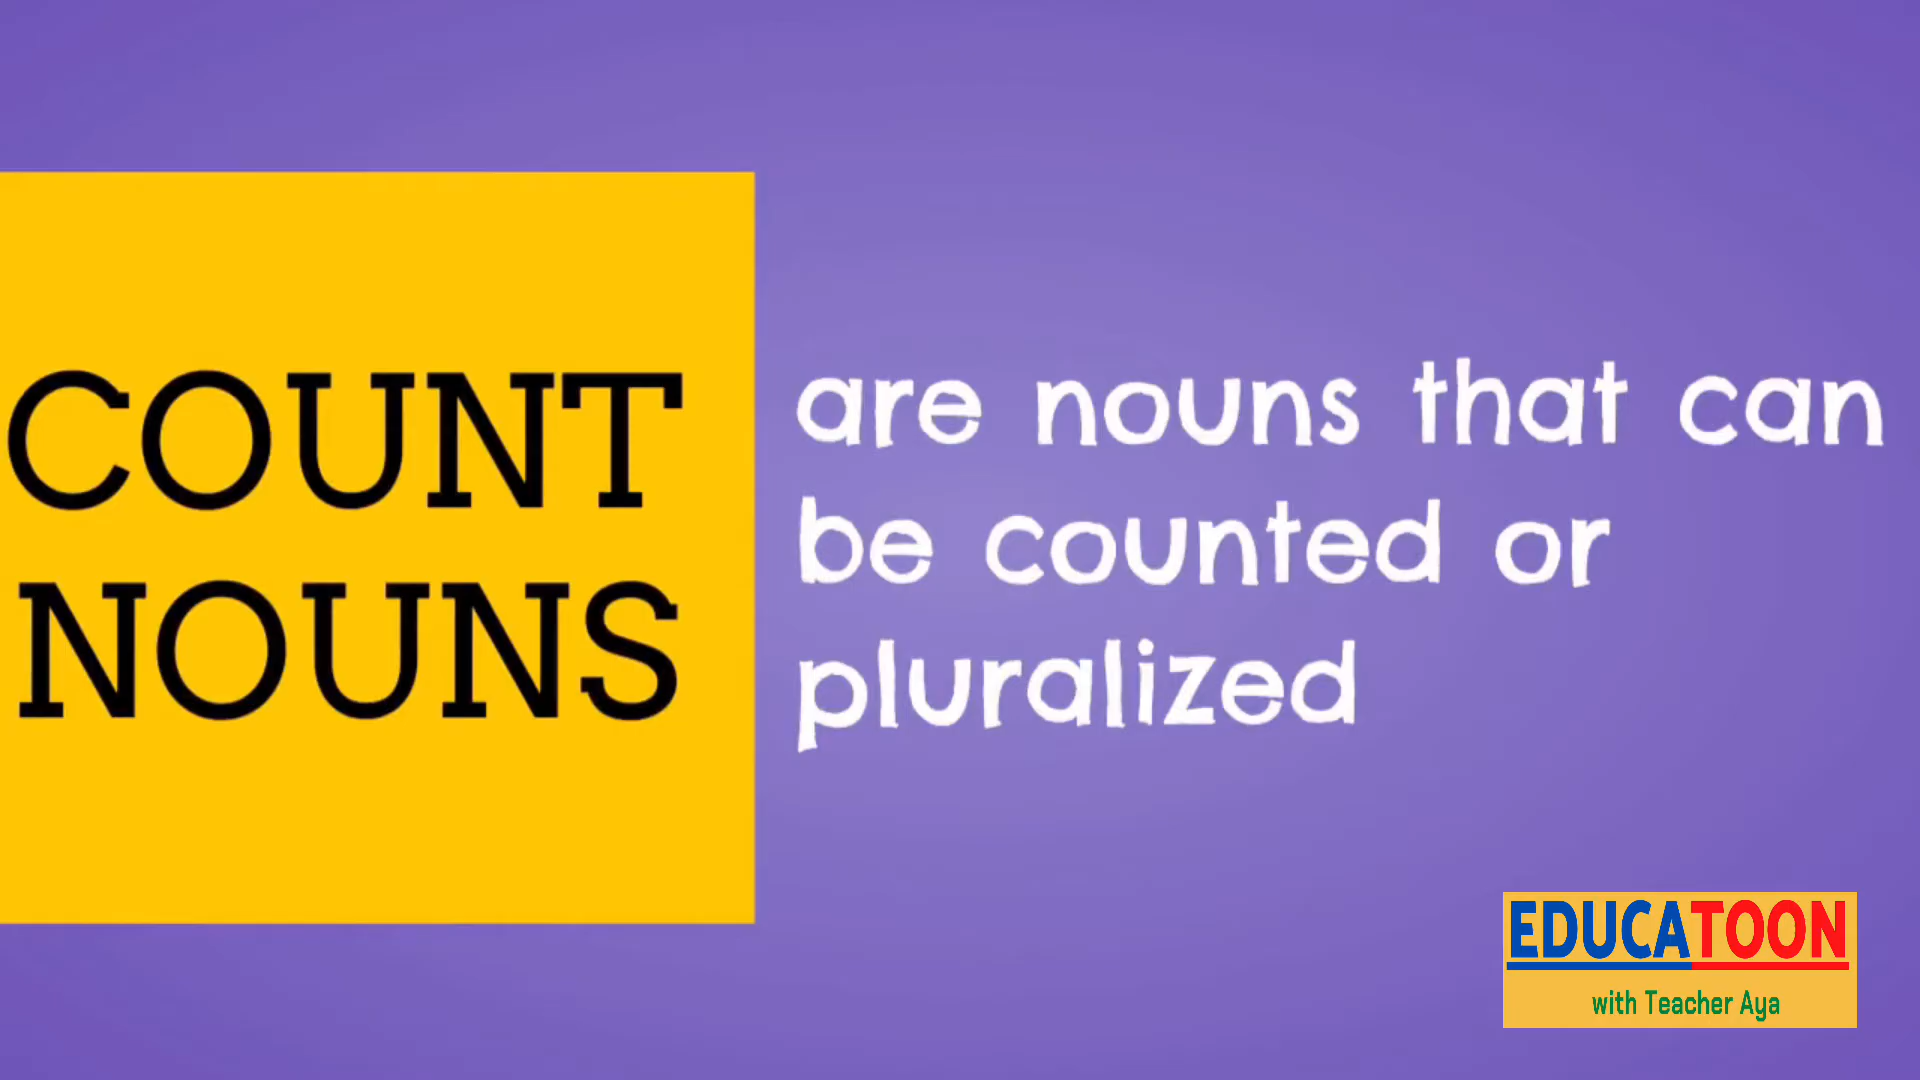 COUNT
NOUNS
are nouns that can
be counted or
pluralized
EDUCATOON
with Teacher Aya